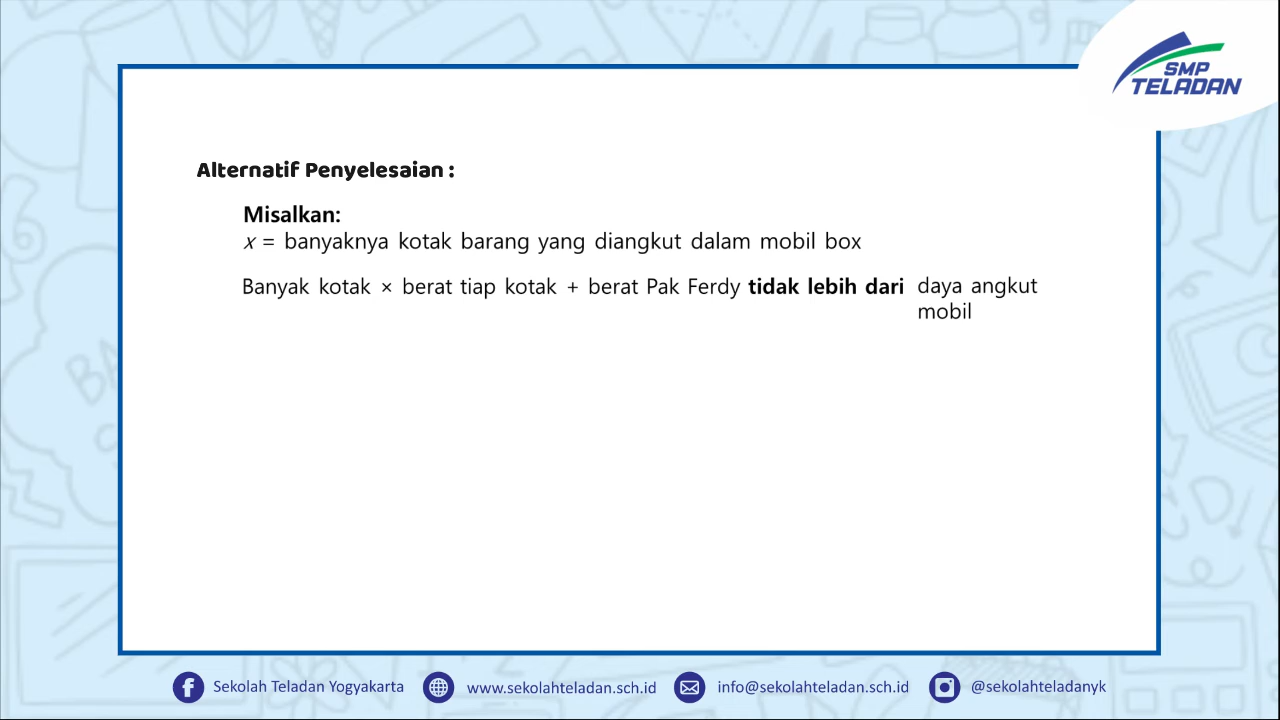 SMP
TELADAN
Alternatif Penyelesaian :
Misalkan:
x = banyaknya kotak barang yang diangkut dalam mobil box
Banyak kotak × berat tiap kotak + berat Pak Ferdy tidak lebih dari daya angkut
mobil
Sekolah Teladan Yogyakarta
www.sekolahteladan.sch.id
info@sekolahteladan.sch.id
@sekolahteladanyk